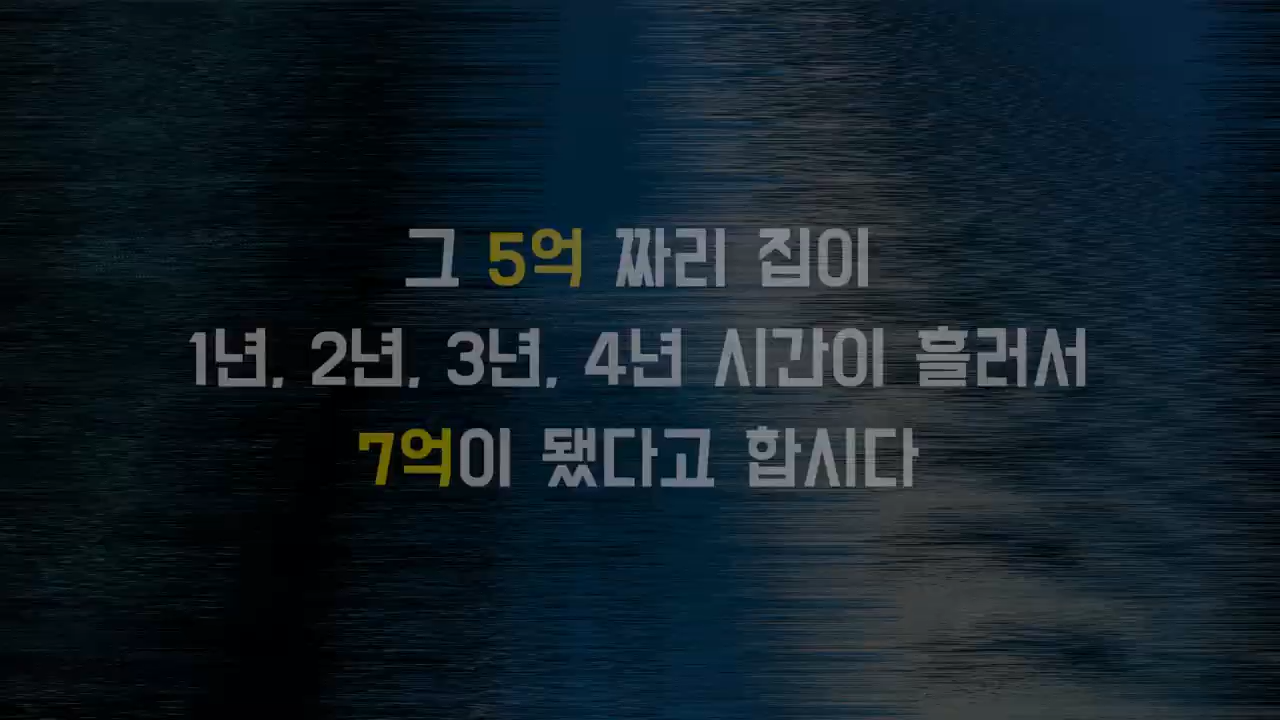 그 5억 짜리 집이
1년, 2년, 3년, 4년 시간이 흘러서
7억이 됐다고 합시다